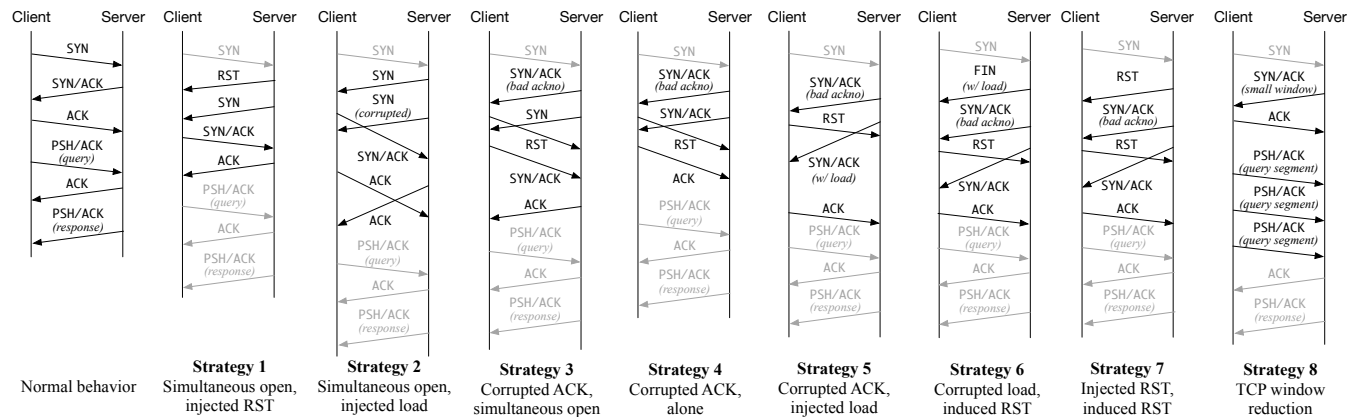 Client Server
SYN
SYN/ACK
ACK
PSH/ACK
(query)
ACK
PSH/ACK
(response)
Normal behavior
Client Server
SYN
RST
SYN
SYN/ACK
ACK
PSH/ACK
(query)
ACK
PSH/ACK
(response)
Strategy 1
Simultaneous open,
injected RST
Client Server
SYN
SYN
SYN
(corrupted)
SYN/ACK
ACK
ACK
PSH/ACK
(query)
ACK
PSH/ACK
(response)
Strategy 2
Simultaneous open,
injected load
Client Server
SYN
SYN/ACK
(bad ackno)
SYN
RST
SYN/ACK
ACK
PSH/ACK
(query)
ACK
PSH/ACK
(response)
Strategy 3
Corrupted ACK,
simultaneous open
Client Server
SYN
SYN/ACK
(bad ackno)
SYN/ACK
RST
ACK
PSH/ACK
(query)
ACK
PSH/ACK
(response)
Strategy 4
Corrupted ACK,
alone
Client Server
SYN
SYN/ACK
(bad ackno)
RST
SYN/ACK
(w/ load)
ACK
PSH/ACK
(query)
ACK
PSH/ACK
(response)
Strategy 5
Corrupted ACK,
injected load
Client Server
SYN
FIN
(w/ load)
SYN/ACK
(bad ackno)
RST
SYN/ACK
ACK
PSH/ACK
(query)
ACK
PSH/ACK
(response)
Strategy 6
Corrupted load,
induced RST
Client Server
SYN
RST
SYN/ACK
(bad ackno)
RST
SYN/ACK
ACK
PSH/ACK
(query)
ACK
PSH/ACK
(response)
Strategy 7
Injected RST,
induced RST
Client Server
SYN
SYN/ACK
(small window)
ACK
PSH/ACK
(query segment)
PSH/ACK
(query segment)
PSH/ACK
(query segment)
ACK
PSH/ACK
(response)
Strategy 8
TCP window
reduction